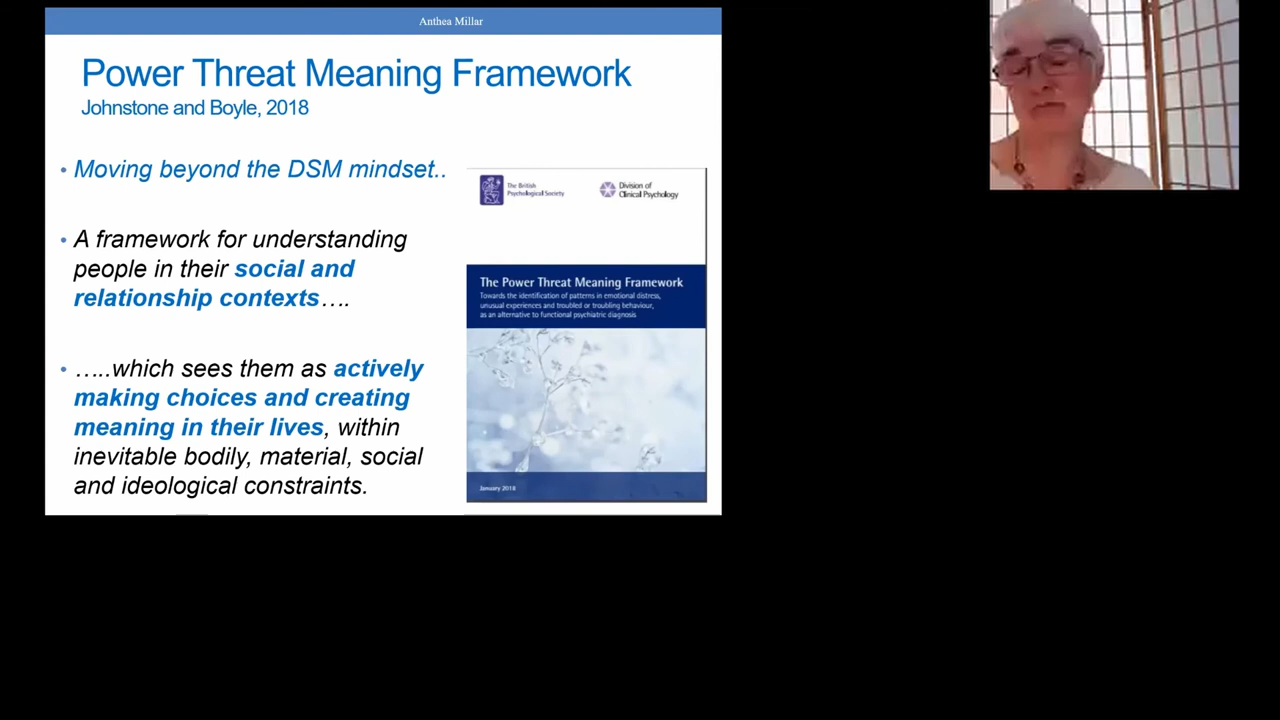 Anthea Millar
Power Threat Meaning Framework
Johnstone and Boyle, 2018
• Moving beyond the DSM mindset..
• A framework for understanding
people in their social and
relationship contexts….
• …..which sees them as actively
making choices and creating
meaning in their lives, within
inevitable bodily, material, social
and ideological constraints.
The British
Psychological Society
Division of
Clinical Psychology
The Power Threat Meaning Framework
Towards the identification of patterns in emotional distress,
unusual experiences and troubled or troubling behaviour,
as an alternative to functional psychiatric diagnosis
January 2018